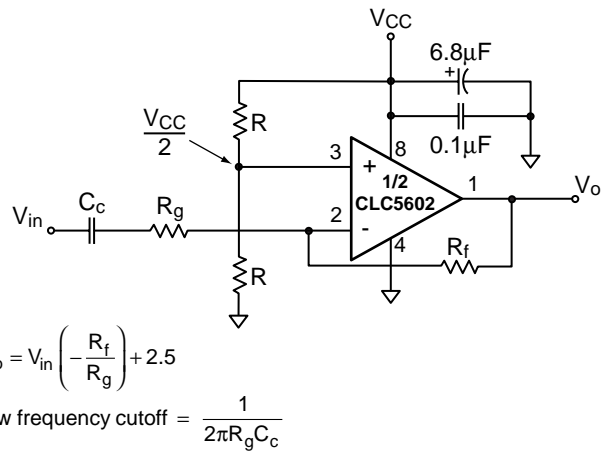 VCC
6.8µF
+
R
VCC
2
0.1µF
3
8
+
1/2
CLC5602
1
Vo
Vin
Cc
Rg
2
-
4
Rf
R
o = Vin (- Rf / Rg) + 2.5
w frequency cutoff = 1 / 2πRgCc